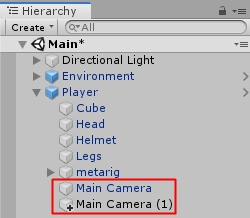 Hierarchy
Create All
Main*
Directional Light
Environment
Player
Cube
Head
Helmet
Legs
metarig
Main Camera
Main Camera (1)